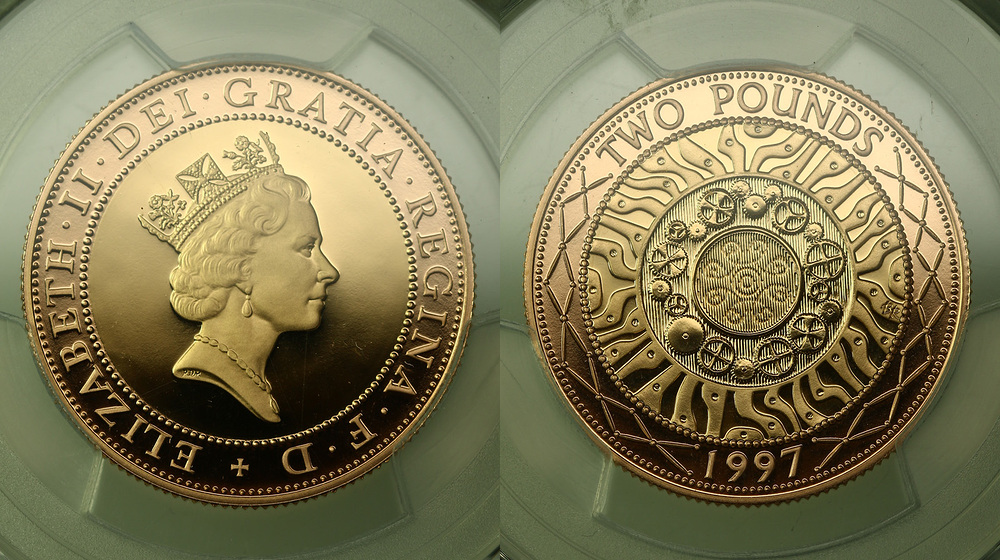 ELIZABETH · II · DEI · GRATIA · REGINA · F · D
TWO POUNDS
1997